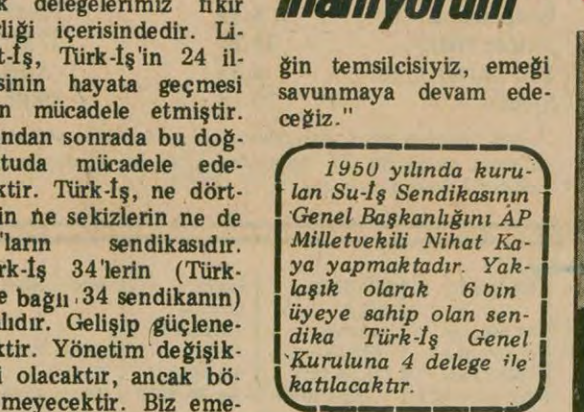 k delegelerimiz fikir
liği içerisindedir. Li-
t-İş, Türk-İş'in 24 il-
sinin hayata geçmesi
n mücadele etmiştir.
ndan sonrada bu doğ-
tuda mücadele ede-
ktir. Türk-İş, ne dört-
in ne sekizlerin ne de
'ların sendikasıdır.
rk-İş 34'lerin (Türk-
e bağlı 34 sendikanın)
lıdır. Gelişip güçlene-
ktir. Yönetim değişik-
i olacaktır, ancak bö-
meyecektir. Biz eme-
inanıyorum
ğin temsilcisiyiz, emeği
savunmaya devam ede-
ceğiz."
1950 yılında kuru-
lan Su-İş Sendikasının
Genel Başkanlığını AP
Milletvekili Nihat Ka-
ya yapmaktadır. Yak-
laşık olarak 6 bin
üyeye sahip olan sen-
dika Türk-İş Genel
Kuruluna 4 delege ile
katılacaktır.